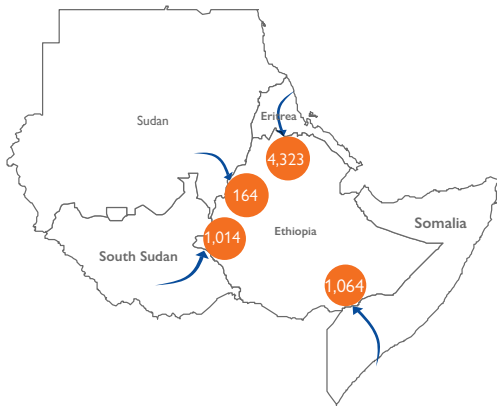 Eritrea
Sudan
4,323
164
Somalia
Ethiopia
1,014
South Sudan
1,064